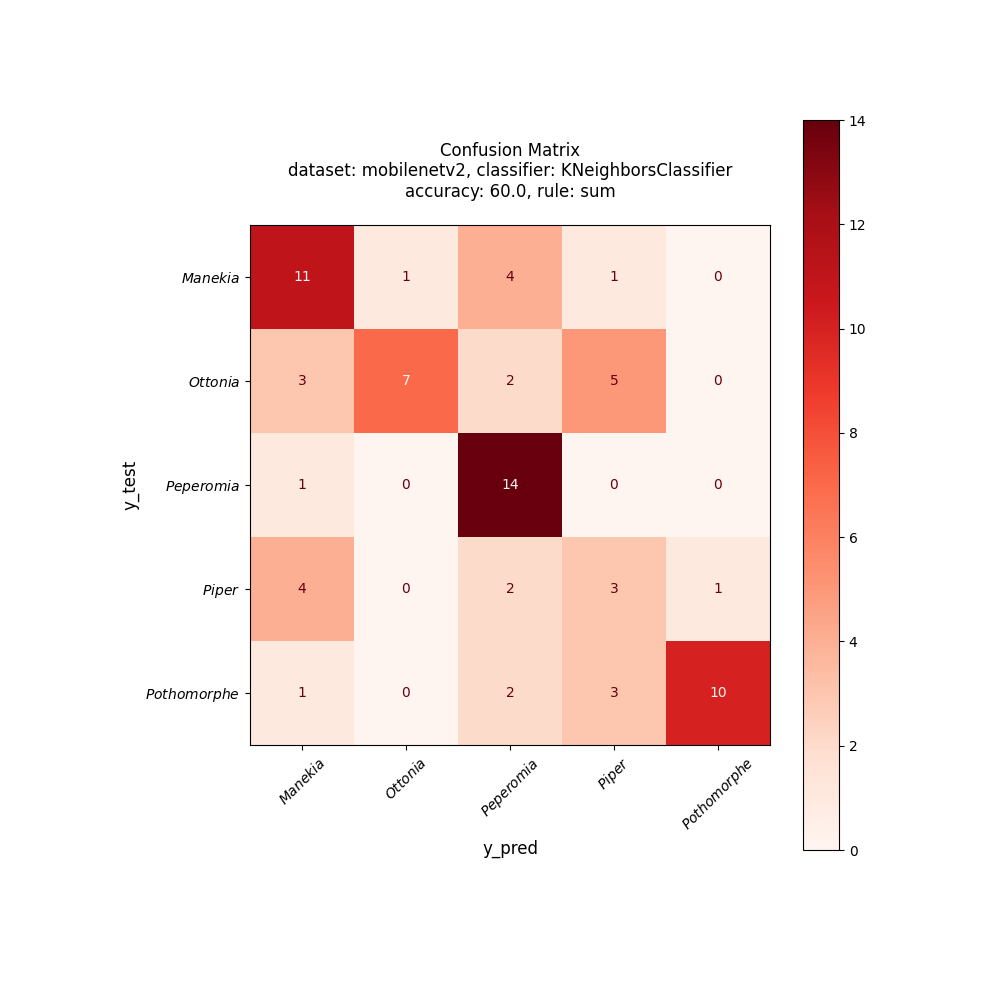 Confusion Matrix
dataset: mobilenetv2, classifier: KNeighborsClassifier
accuracy: 60.0, rule: sum
y_test
Manekia 11 1 4 1 0
Ottonia 3 7 2 5 0
Peperomia 1 0 14 0 0
Piper 4 0 2 3 1
Pothomorphe 1 0 2 3 10
Manekia Ottonia Peperomia Piper Pothomorphe
y_pred
14
12
10
8
6
4
2
0